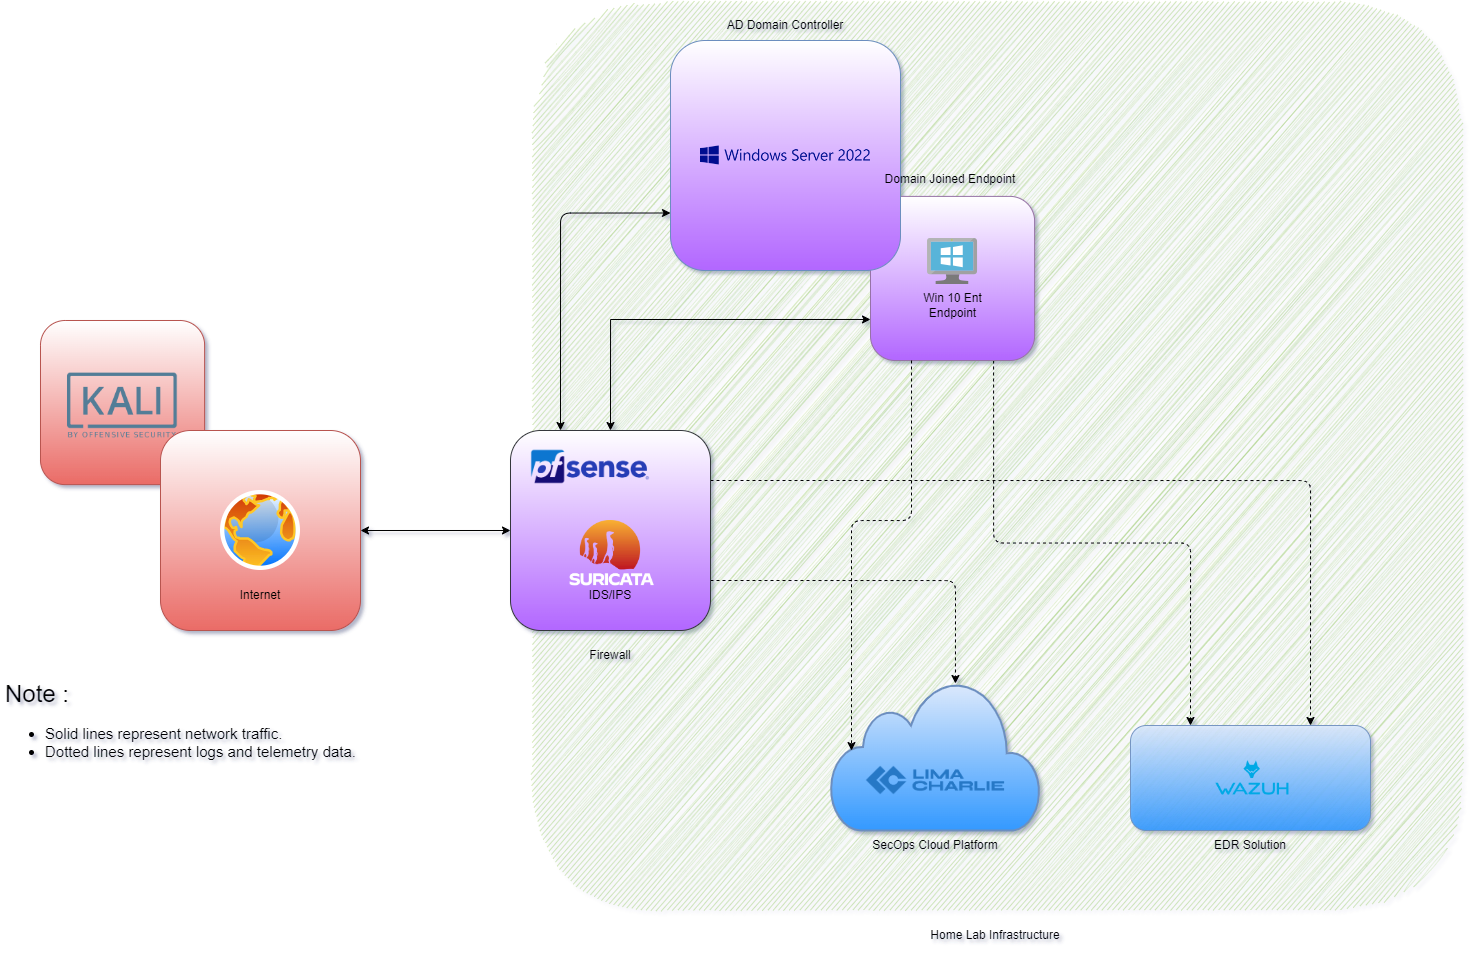 AD Domain Controller
Windows Server 2022
Domain Joined Endpoint
Win 10 Ent
Endpoint
KALI
BY OFFENSIVE SECURITY
Internet
pfsense
SURICATA
IDS/IPS
Firewall
Note :
Solid lines represent network traffic.
Dotted lines represent logs and telemetry data.
LIMA
CHARLIE
SecOps Cloud Platform
WAZUH
EDR Solution
Home Lab Infrastructure